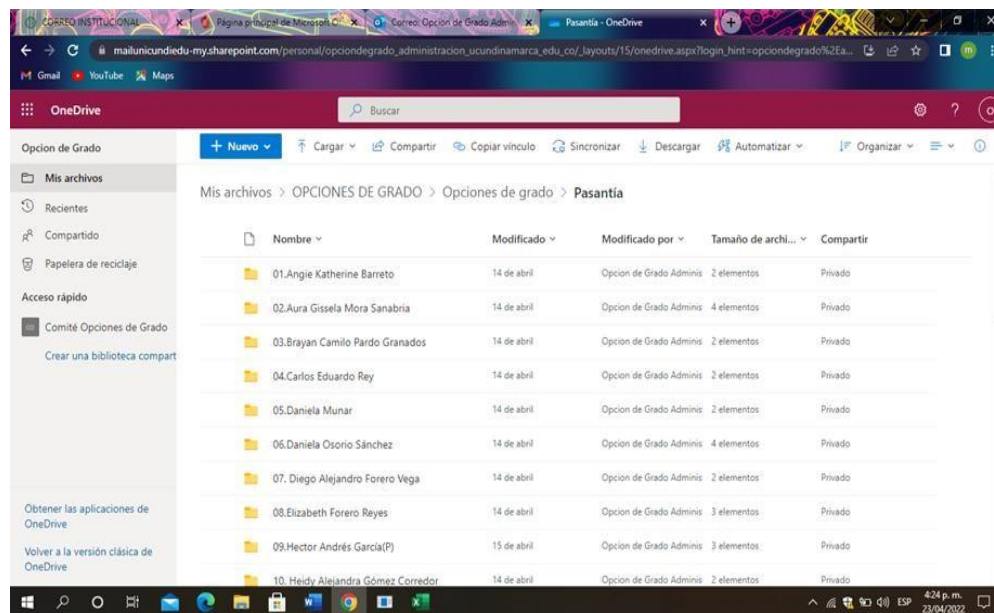 CORREO INSTITUCIONAL
Página principal de Microsoft O
Correo: Opcion de Grado Admin
Pasantía - OneDrive
mailunicundiedu-my.sharepoint.com/personal/opciondegrado_administracion_ucundinamarca_edu_co/_layouts/15/onedrive.aspx?login_hint=opciondegrado%2Ea...
m
Gmail YouTube Maps
OneDrive
Buscar
?
Opcion de Grado
Nuevo Cargar Compartir Copiar vínculo Sincronizar Descargar Automatizar Organizar
Mis archivos
Recientes
Compartido
Papelera de reciclaje
Acceso rápido
Comité Opciones de Grado
Crear una biblioteca compart
Obtener las aplicaciones de
OneDrive
Volver a la versión clásica de
OneDrive
Mis archivos > OPCIONES DE GRADO > Opciones de grado > Pasantía
Nombre Modificado Modificado por Tamaño de archi... Compartir
01.Angie Katherine Barreto 14 de abril Opcion de Grado Adminis 2 elementos Privado
02.Aura Gissela Mora Sanabria 14 de abril Opcion de Grado Adminis 4 elementos Privado
03.Brayan Camilo Pardo Granados 14 de abril Opcion de Grado Adminis 2 elementos Privado
04.Carlos Eduardo Rey 14 de abril Opcion de Grado Adminis 2 elementos Privado
05.Daniela Munar 14 de abril Opcion de Grado Adminis 2 elementos Privado
06.Daniela Osorio Sánchez 14 de abril Opcion de Grado Adminis 4 elementos Privado
07. Diego Alejandro Forero Vega 14 de abril Opcion de Grado Adminis 2 elementos Privado
08.Elizabeth Forero Reyes 14 de abril Opcion de Grado Adminis 3 elementos Privado
09.Hector Andrés García(P) 15 de abril Opcion de Grado Adminis 3 elementos Privado
10. Heidy Alejandra Gómez Corredor 14 de abril Opcion de Grado Adminis 2 elementos Privado
ESP
4:24 p. m.
23/04/2022